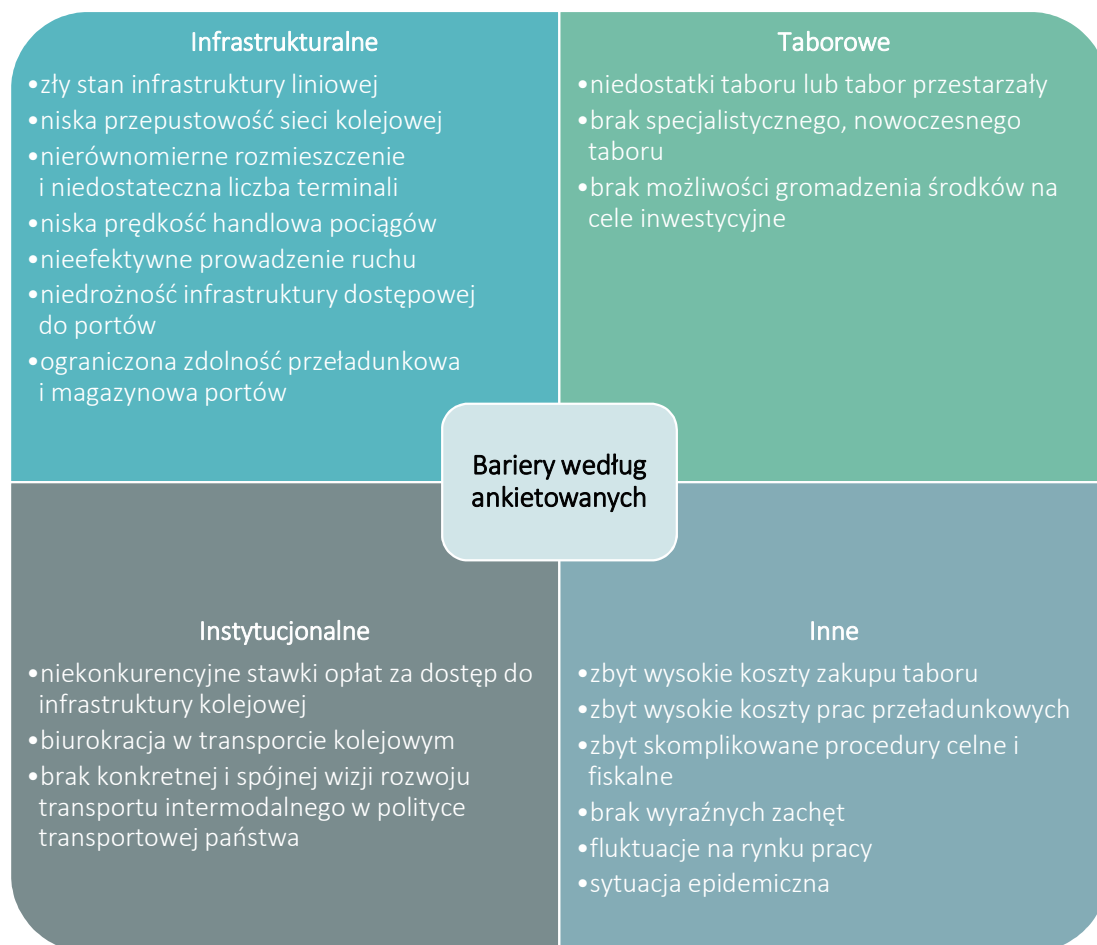 Infrastrukturalne
•zły stan infrastruktury liniowej
•niska przepustowość sieci kolejowej
•nierównomierne rozmieszczenie
i niedostateczna liczba terminali
•niska prędkość handlowa pociągów
•nieefektywne prowadzenie ruchu
•niedrożność infrastruktury dostępowej
do portów
•ograniczona zdolność przeładunkowa
i magazynowa portów
Taborowe
•niedostatki taboru lub tabor przestarzały
•brak specjalistycznego, nowoczesnego
taboru
•brak możliwości gromadzenia środków na
cele inwestycyjne
Bariery według
ankietowanych
Instytucjonalne
•niekonkurencyjne stawki opłat za dostęp do
infrastruktury kolejowej
•biurokracja w transporcie kolejowym
•brak konkretnej i spójnej wizji rozwoju
transportu intermodalnego w polityce
transportowej państwa
Inne
•zbyt wysokie koszty zakupu taboru
•zbyt wysokie koszty prac przeładunkowych
•zbyt skomplikowane procedury celne i
fiskalne
•brak wyraźnych zachęt
•fluktuacje na rynku pracy
•sytuacja epidemiczna